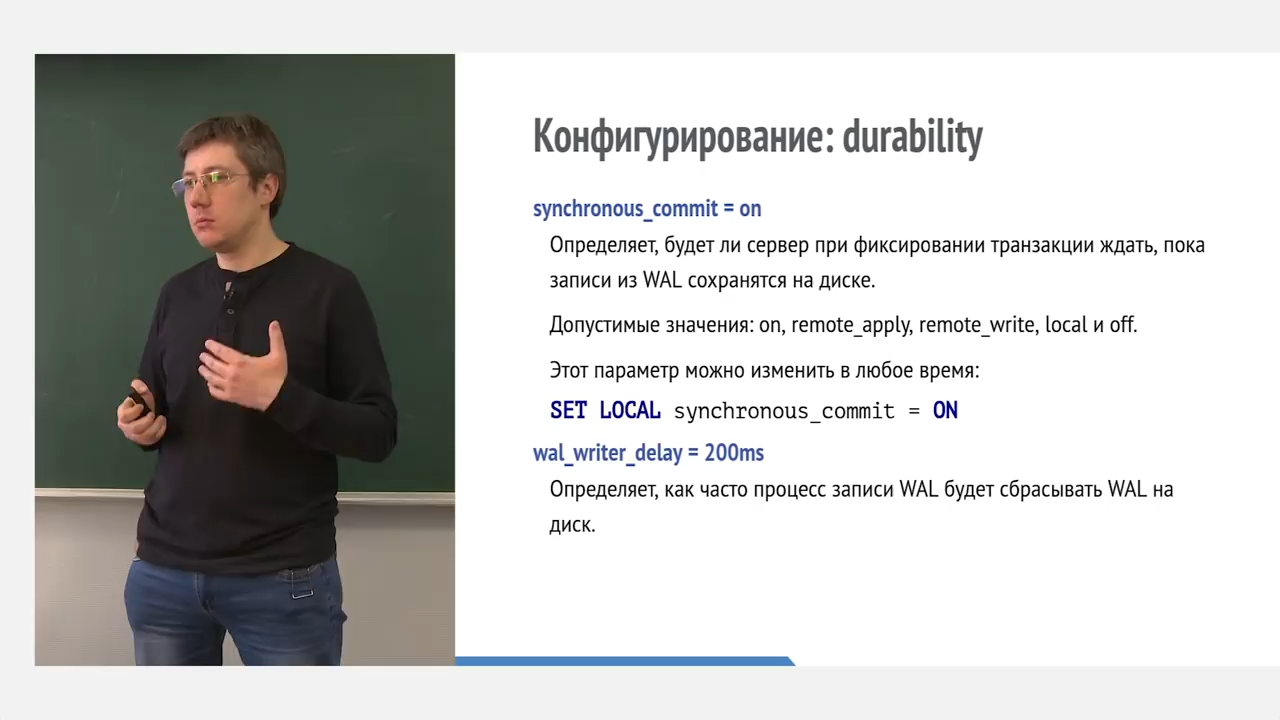 Конфигурирование: durability
synchronous_commit = on
Определяет, будет ли сервер при фиксировании транзакции ждать, пока
записи из WAL сохранятся на диске.
Допустимые значения: on, remote_apply, remote_write, local и off.
Этот параметр можно изменить в любое время:
SET LOCAL synchronous_commit = ON
wal_writer_delay = 200ms
Определяет, как часто процесс записи WAL будет сбрасывать WAL на
диск.